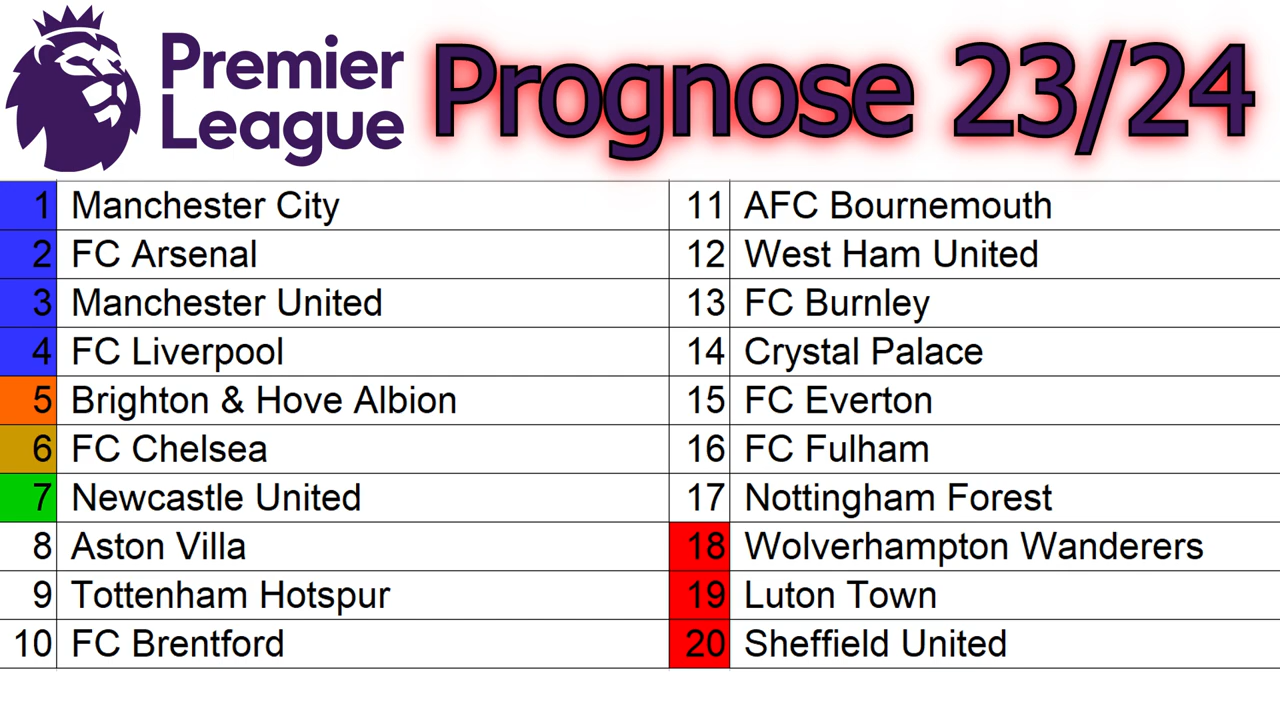 Premier League
Prognose 23/24
1 Manchester City
2 FC Arsenal
3 Manchester United
4 FC Liverpool
5 Brighton & Hove Albion
6 FC Chelsea
7 Newcastle United
8 Aston Villa
9 Tottenham Hotspur
10 FC Brentford
11 AFC Bournemouth
12 West Ham United
13 FC Burnley
14 Crystal Palace
15 FC Everton
16 FC Fulham
17 Nottingham Forest
18 Wolverhampton Wanderers
19 Luton Town
20 Sheffield United